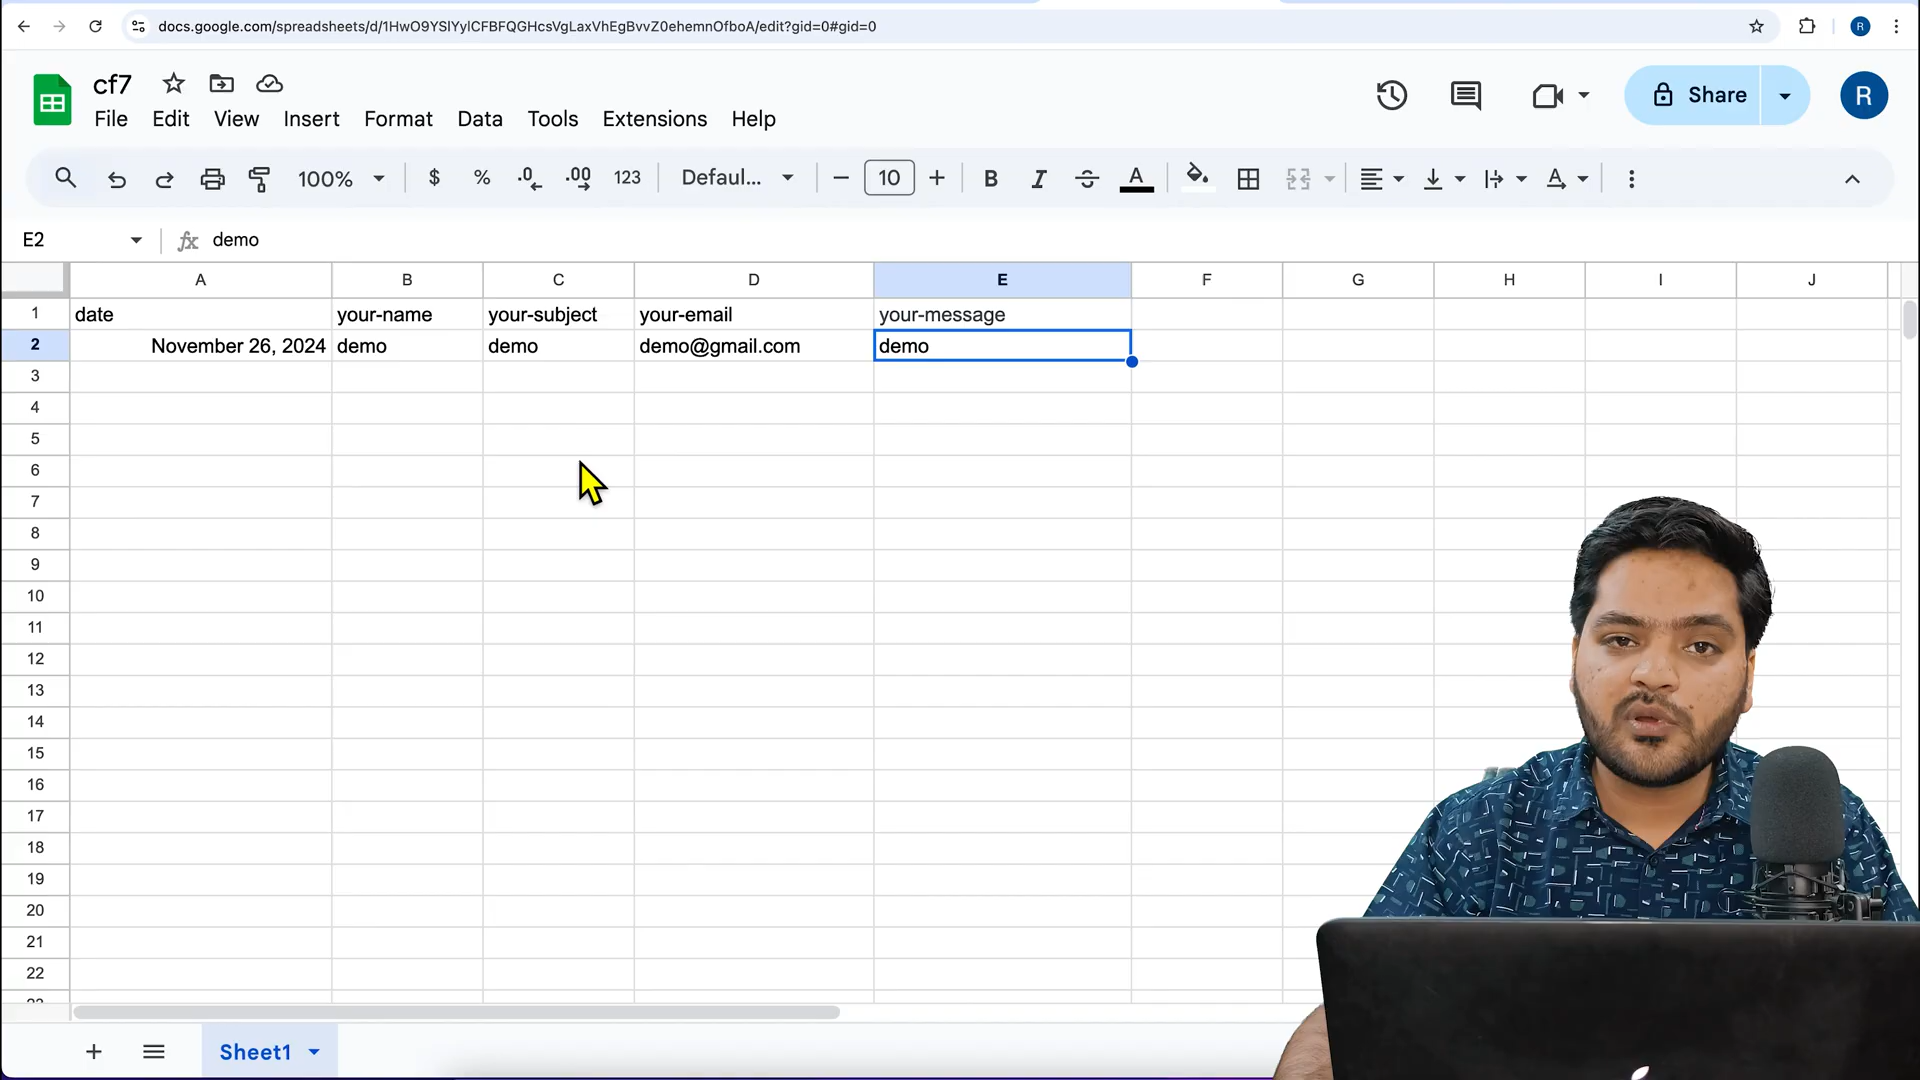 docs.google.com/spreadsheets/d/1HwO9YSlYylCFBFQGHcsVgLaxVhEgBvvZ0ehemnOfboA/edit?gid=0#gid=0
R
cf7
File Edit View Insert Format Data Tools Extensions Help
Share
R
100% $ % .0 .00 123 Defaul... 10 B I A A
E2 fx demo
A B C D E F G H I J
1 date your-name your-subject your-email your-message
2 November 26, 2024 demo demo demo@gmail.com demo
3
4
5
6
7
8
9
10
11
12
13
14
15
16
17
18
19
20
21
22
23
Sheet1